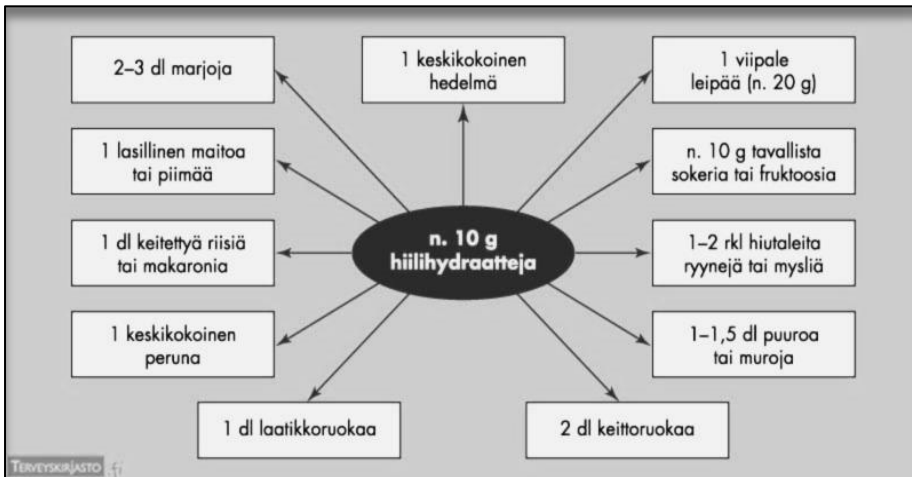 2–3 dl marjoja
1 keskikokoinen
hedelmä
1 viipale
leipää (n. 20 g)
1 lasillinen maitoa
tai piimää
n. 10 g tavallista
sokeria tai fruktoosia
n. 10 g
hiilihydraatteja
1 dl keitettyä riisiä
tai makaronia
1–2 rkl hiutaleita
ryynejä tai mysliä
1 keskikokoinen
peruna
1–1,5 dl puuroa
tai muroja
1 dl laatikkoruokaa
2 dl keittoruokaa
TERVEYSKIRJASTO.fi